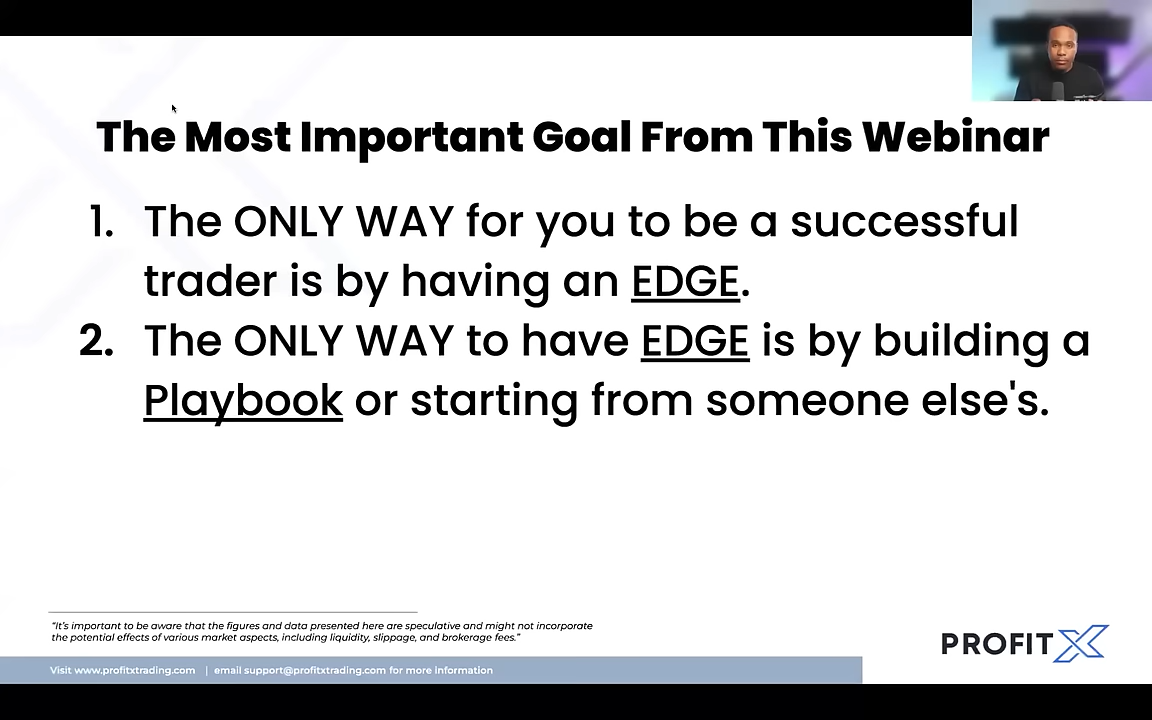 The Most Important Goal From This Webinar
1. The ONLY WAY for you to be a successful
trader is by having an EDGE.
2. The ONLY WAY to have EDGE is by building a
Playbook or starting from someone else's.
"It's important to be aware that the figures and data presented here are speculative and might not incorporate
the potential effects of various market aspects, including liquidity, slippage, and brokerage fees."
Visit www.profitxtrading.com | email support@profitxtrading.com for more information
PROFIT X